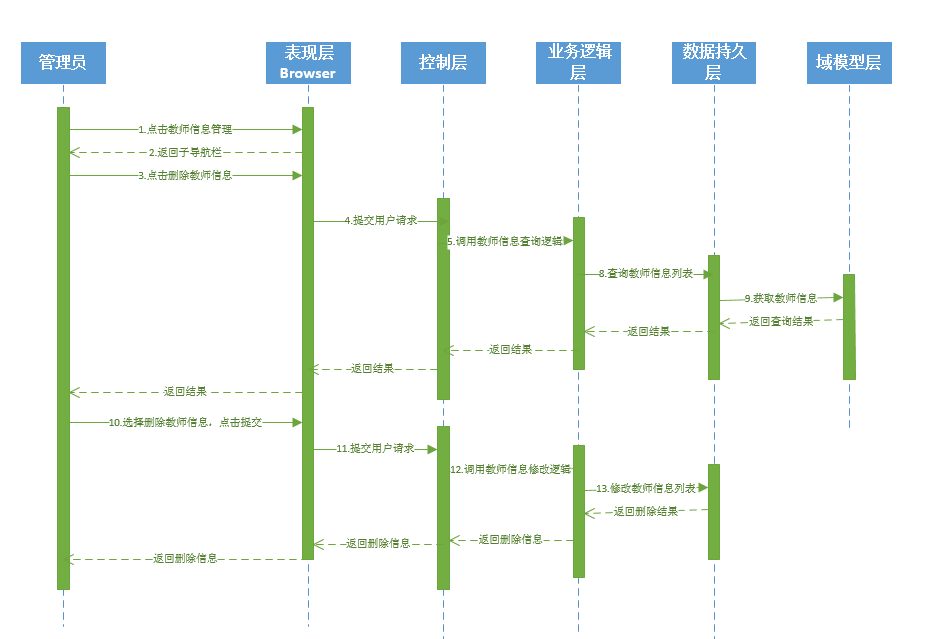 管理员
表现层
Browser
控制层
业务逻辑
层
数据持久
层
域模型层
1.点击教师信息管理
2.返回子导航栏
3.点击删除教师信息
4.提交用户请求
5.调用教师信息查询逻辑
8.查询教师信息列表
9.获取教师信息
返回查询结果
返回结果
返回结果
返回结果
返回结果
10.选择删除教师信息，点击提交
11.提交用户请求
12.调用教师信息修改逻辑
13.修改教师信息列表
返回删除结果
返回删除信息
返回删除信息
返回删除信息